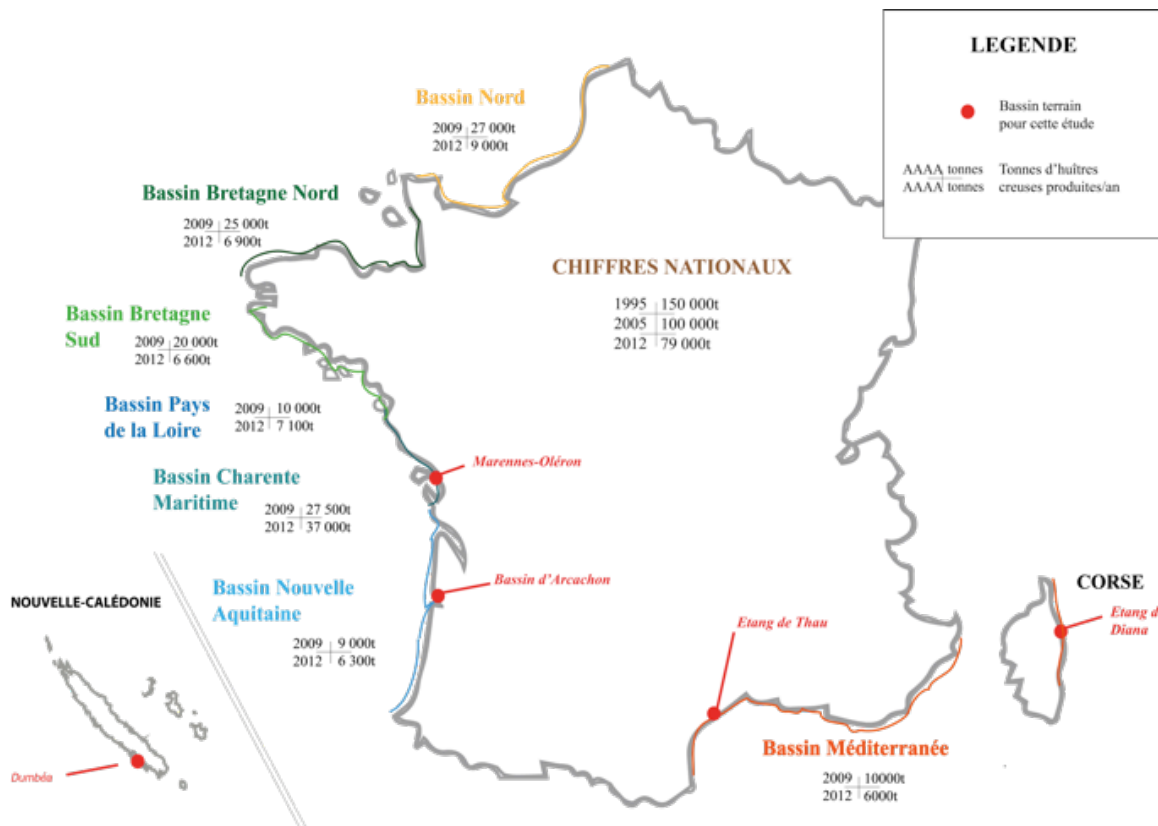 LEGENDE
Bassin terrain
pour cette étude
AAAA tonnes
AAAA tonnes
Tonnes d'huîtres
creuses produites/an
Bassin Nord
2009 27 000t
2012 9 000t
Bassin Bretagne Nord
2009 25 000t
2012 6 900t
CHIFFRES NATIONAUX
1995 150 000t
2005 100 000t
2012 79 000t
Bassin Bretagne
Sud
2009 20 000t
2012 6 600t
Bassin Pays
de la Loire
2009 10 000t
2012 7 100t
Marennes-Oléron
Bassin Charente
Maritime
2009 27 500t
2012 37 000t
Bassin d'Arcachon
Bassin Nouvelle
Aquitaine
2009 9 000t
2012 6 300t
NOUVELLE-CALÉDONIE
Dumbéa
Etang de Thau
CORSE
Etang d
Diana
Bassin Méditerranée
2009 10000t
2012 6000t